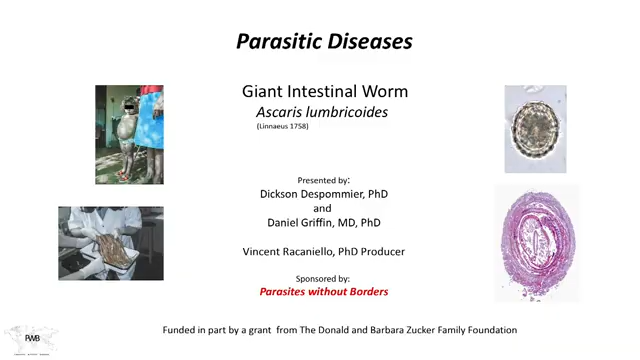 Parasitic Diseases
Giant Intestinal Worm
Ascaris lumbricoides
(Linnaeus 1758)
Presented by:
Dickson Despommier, PhD
and
Daniel Griffin, MD, PhD
Vincent Racaniello, PhD Producer
Sponsored by:
Parasites without Borders
Funded in part by a grant from The Donald and Barbara Zucker Family Foundation
PWB